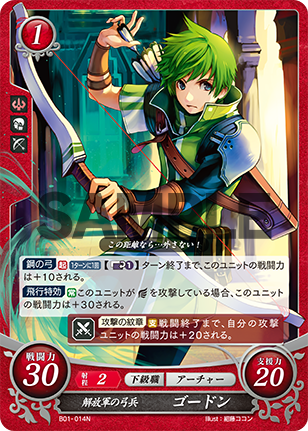 1
SAMPLE
この距離なら…外さない!
鋼の弓 起 1ターンに1回 【1】 ターン終了まで、このユニットの戦闘力
は+10される。
飛行特効 常 このユニットが を攻撃している場合、このユニッ
トの戦闘力は+30される。
攻撃の紋章 支 戦闘終了まで、自分の攻撃
ユニットの戦闘力は+20される。
戦闘力
30
射程 2 下級職 アーチャー
支援力
20
解放軍の弓兵 ゴードン
B01-014N
Illust：細雪ココン